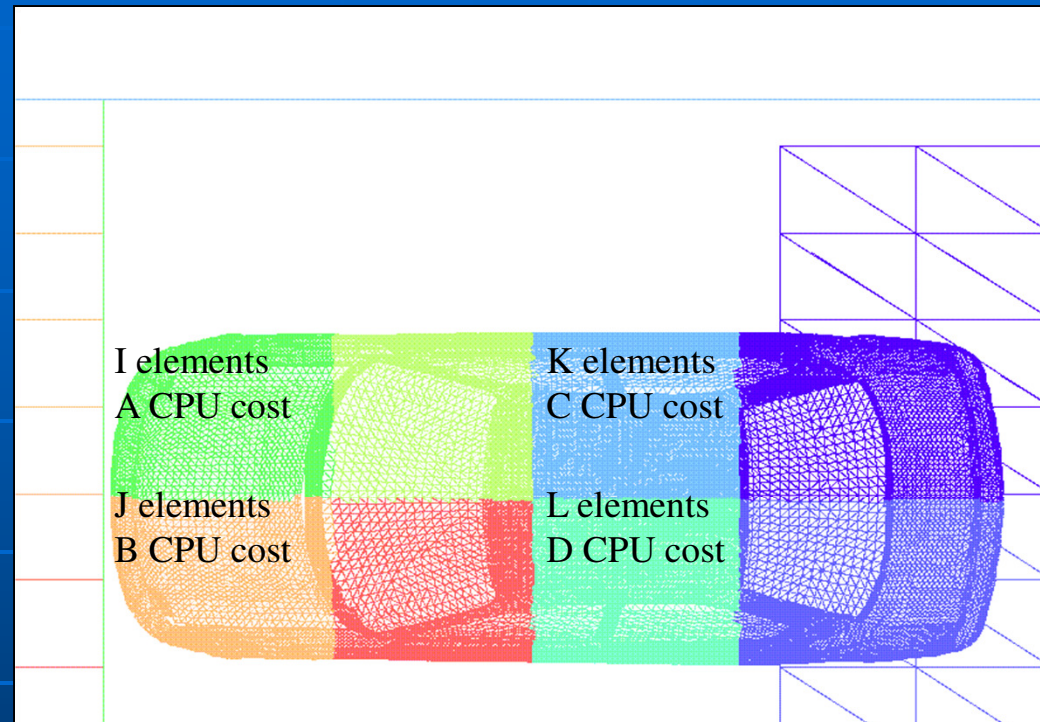 I elements
A CPU cost
K elements
C CPU cost
J elements
B CPU cost
L elements
D CPU cost